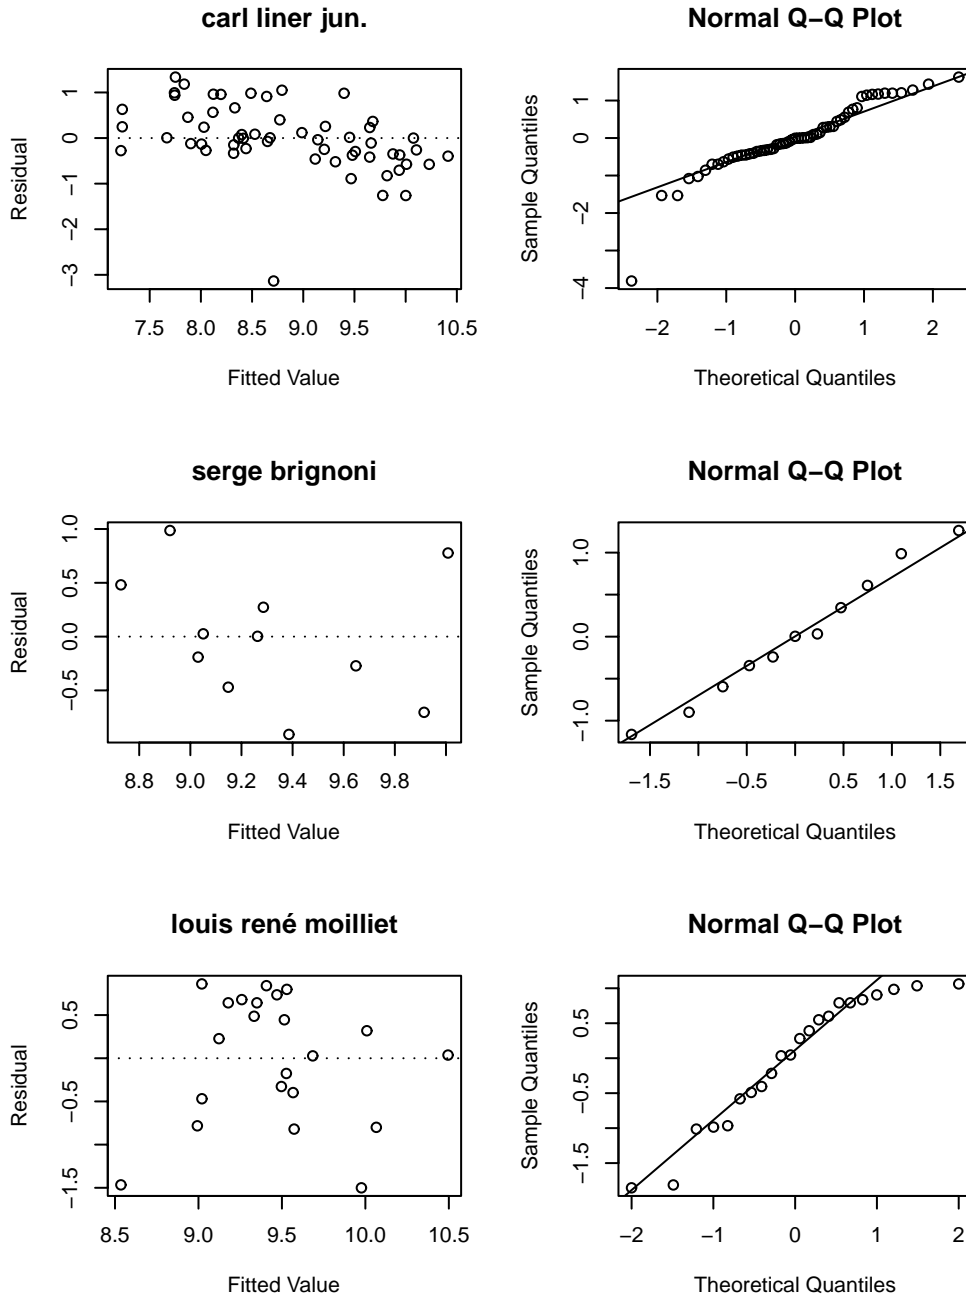 carl liner jun.
Residual
1
0
−1
−2
−3
7.5 8.0 8.5 9.0 9.5 10.5
Fitted Value
Normal Q−Q Plot
Sample Quantiles
1
0
−2
−4
−2 −1 0 1 2
Theoretical Quantiles
serge brignoni
Residual
1.0
0.5
0.0
−0.5
8.8 9.0 9.2 9.4 9.6 9.8
Fitted Value
Normal Q−Q Plot
Sample Quantiles
1.0
0.0
−1.0
−1.5 −0.5 0.5 1.0 1.5
Theoretical Quantiles
louis rené moilliet
Residual
0.5
−0.5
−1.5
8.5 9.0 9.5 10.0 10.5
Fitted Value
Normal Q−Q Plot
Sample Quantiles
0.5
−0.5
−1.5
−2 −1 0 1 2
Theoretical Quantiles